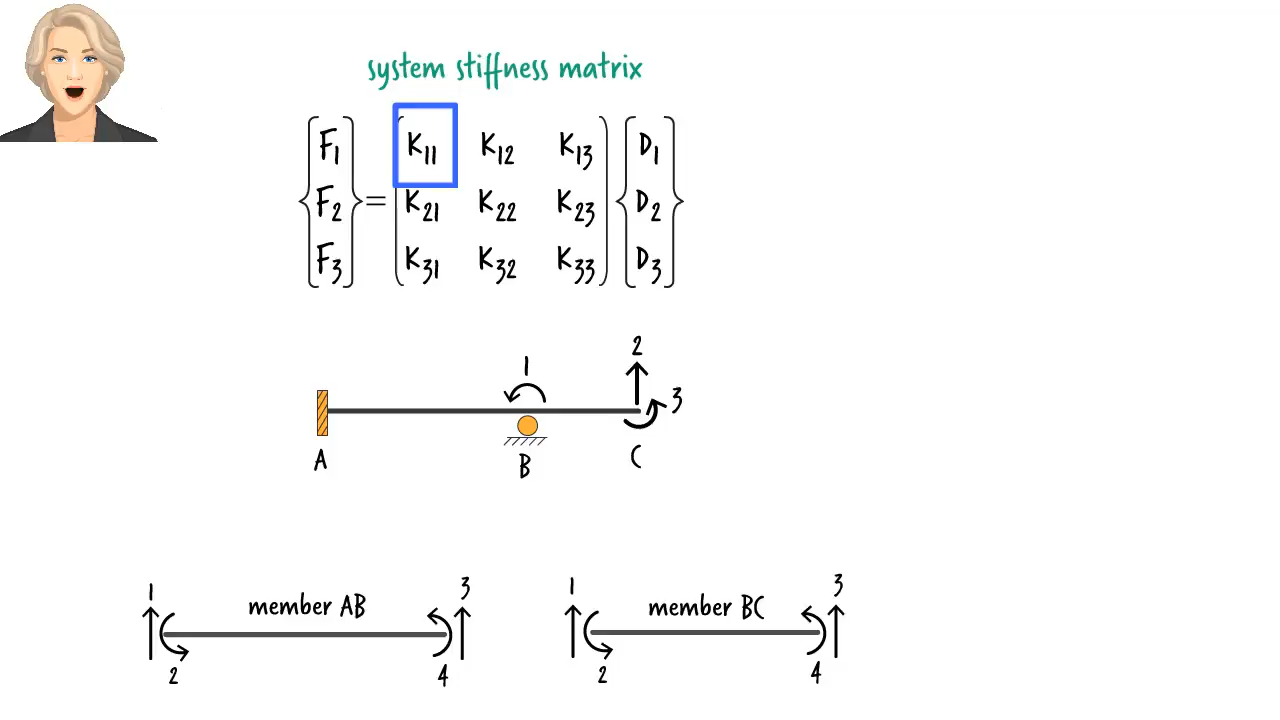 system stiffness matrix
F1 = K11 K12 K13 D1
F2 K21 K22 K23 D2
F3 K31 K32 K33 D3
2
1
3
A B C
1 3 1 3
member AB member BC
2 4 2 4